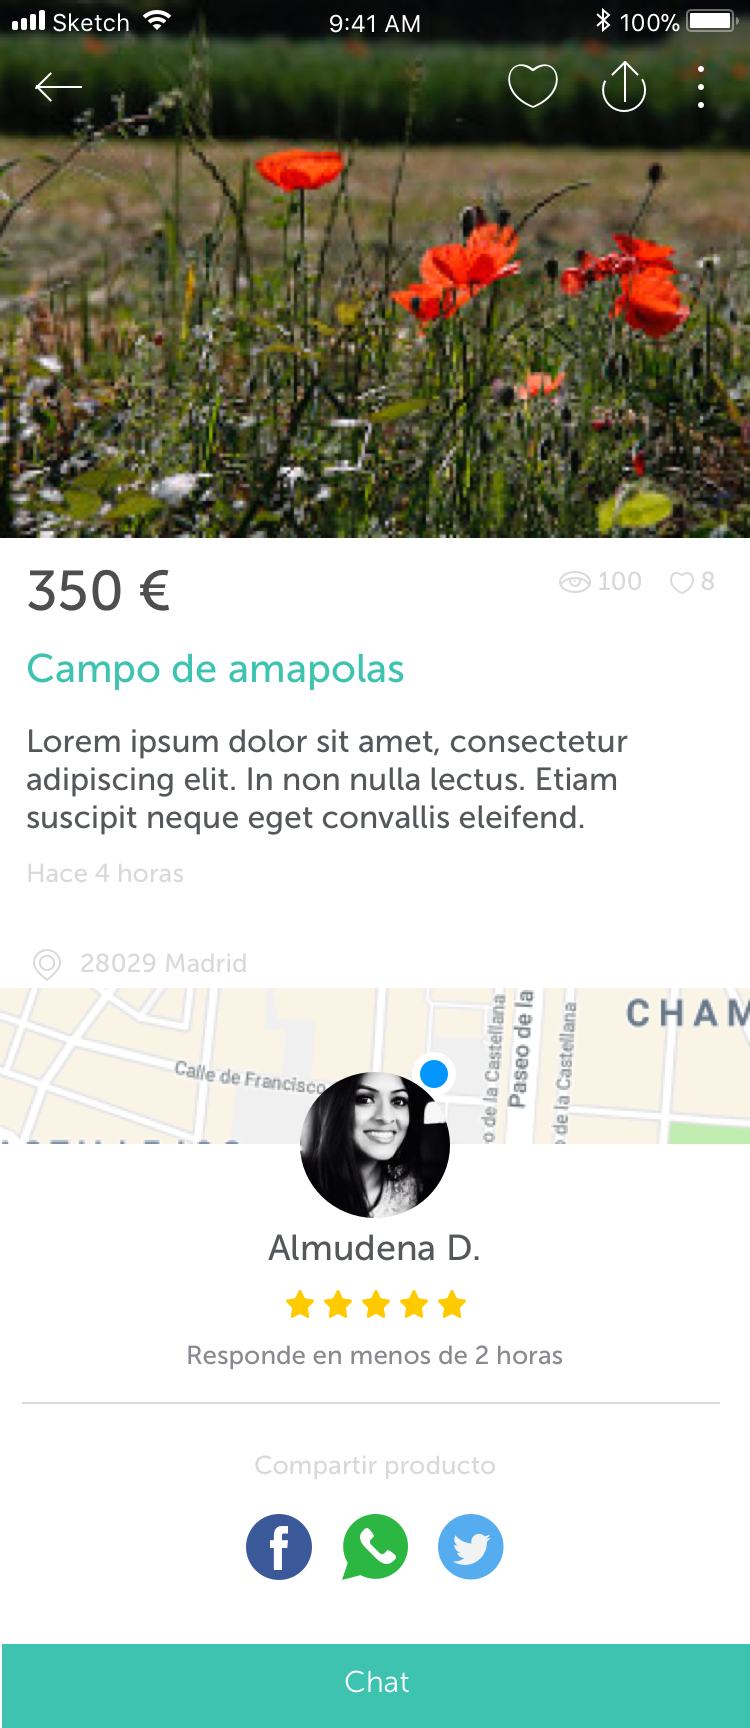 Sketch 9:41 AM 100%
350 €
100 8
Campo de amapolas
Lorem ipsum dolor sit amet, consectetur
adipiscing elit. In non nulla lectus. Etiam
suscipit neque eget convallis eleifend.
Hace 4 horas
28029 Madrid
CHAM
Calle de Francisco
o de la Castellana
Paseo de la
o de la Castellana
Almudena D.
Responde en menos de 2 horas
Compartir producto
Chat